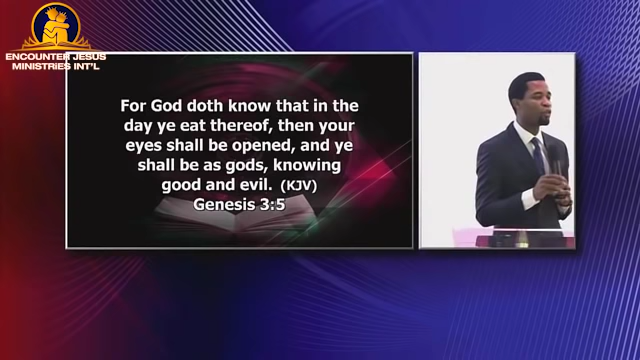 ENCOUNTER JESUS
MINISTRIES INT'L
For God doth know that in the
day ye eat thereof, then your
eyes shall be opened, and ye
shall be as gods, knowing
good and evil. (KJV)
Genesis 3:5